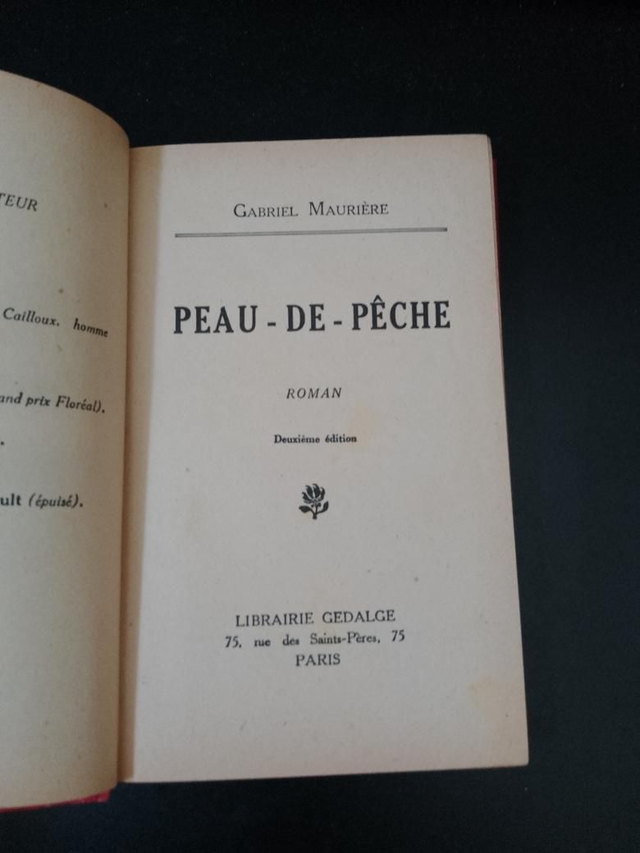 TEUR
Cailloux, homme
and prix Floréal).
ult (épuisé).
GABRIEL MAURIÈRE
PEAU-DE-PÊCHE
ROMAN
Deuxième édition
LIBRAIRIE GEDALGE
75, rue des Saints-Pères, 75
PARIS